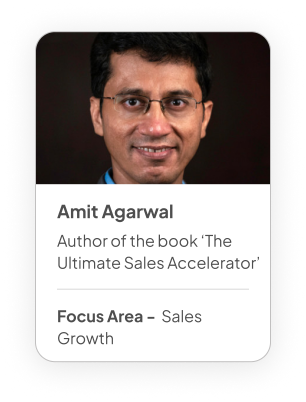 Amit Agarwal
Author of the book ‘The
Ultimate Sales Accelerator’
Focus Area – Sales
Growth